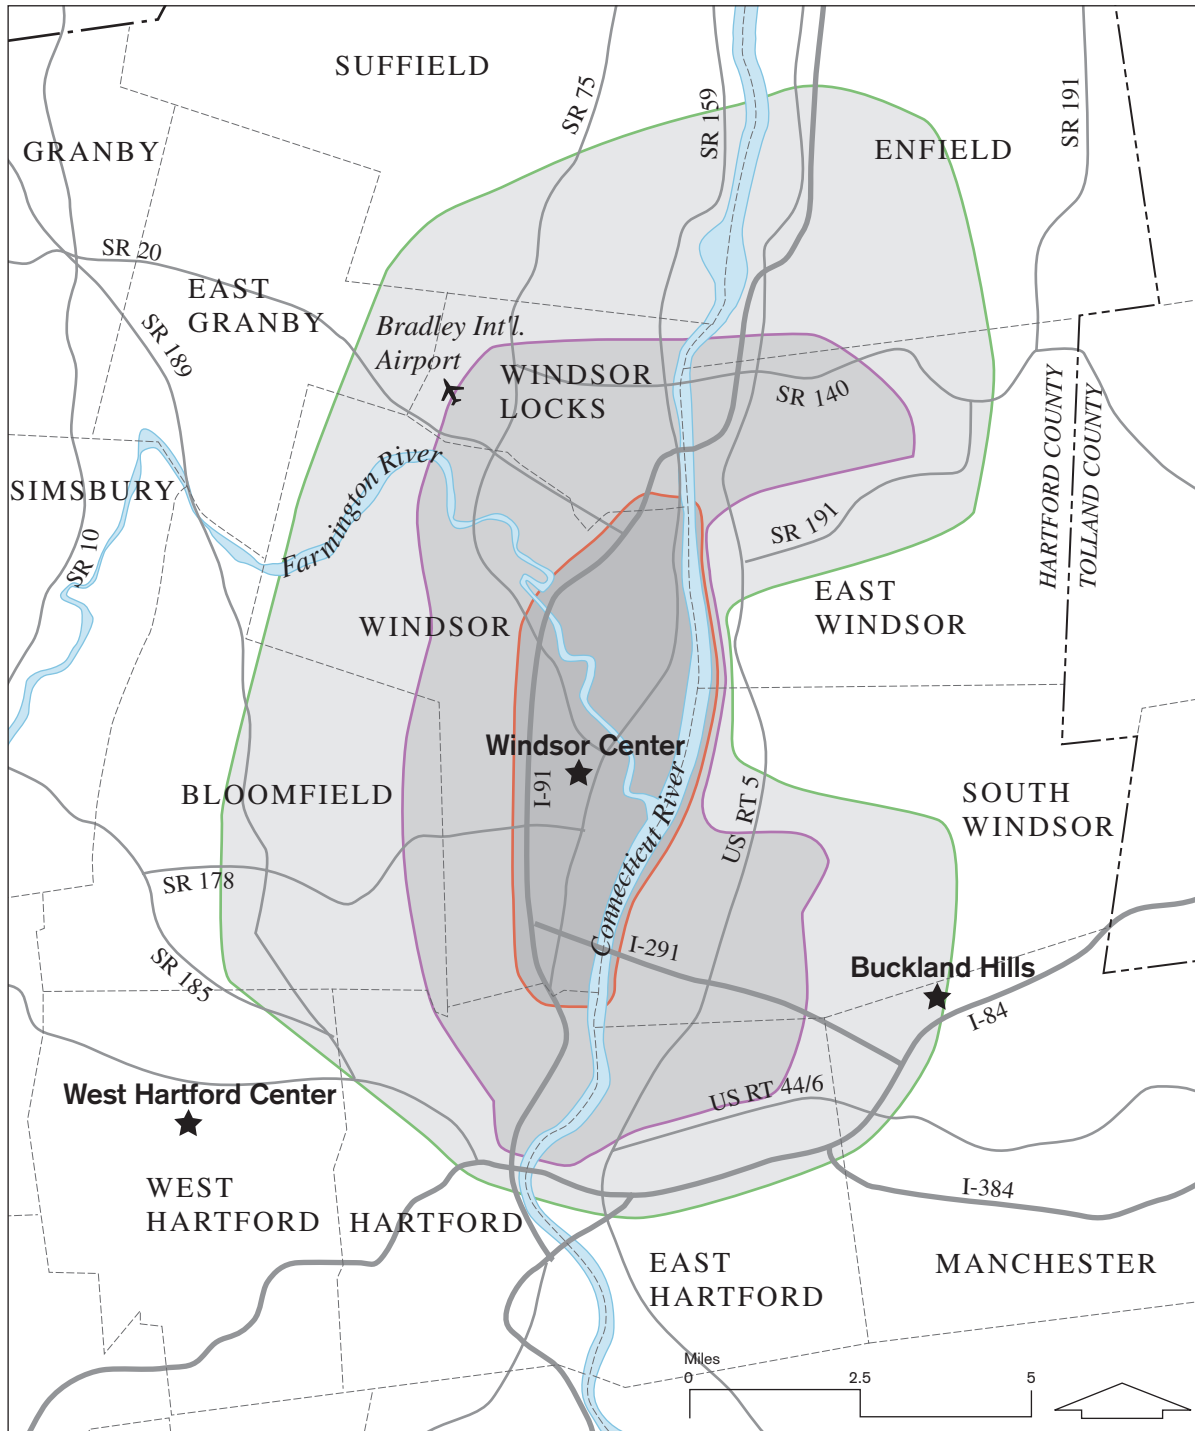 SUFFIELD
SR 75
SR 159
SR 191
GRANBY
ENFIELD
SR 20
EAST
GRANBY
SR 189
Bradley Int'l.
Airport
WINDSOR
LOCKS
SR 140
HARTFORD COUNTY
TOLLAND COUNTY
SIMSBURY
SR 10
Farmington River
SR 191
WINDSOR
EAST
WINDSOR
Windsor Center
I-91
BLOOMFIELD
Connecticut River
US RT 5
SOUTH
WINDSOR
SR 178
SR 185
I-291
Buckland Hills
I-84
West Hartford Center
US RT 44/6
WEST
HARTFORD
HARTFORD
I-384
EAST
HARTFORD
MANCHESTER
Miles
0
2.5
5